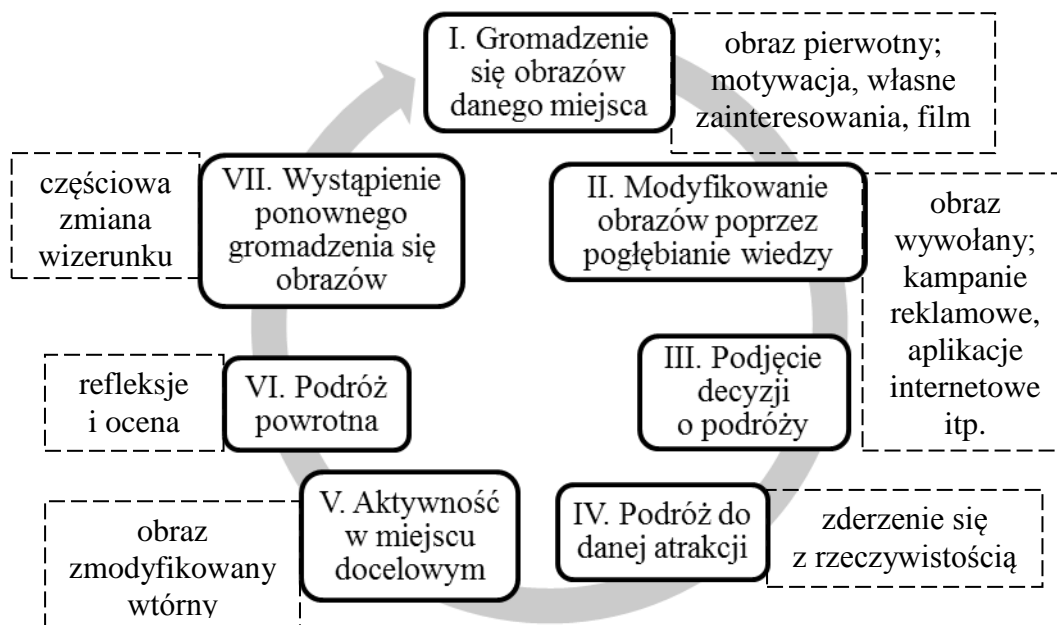 I. Gromadzenie
się obrazów
danego miejsca
obraz pierwotny;
motywacja, własne
zainteresowania, film
II. Modyfikowanie
obrazów poprzez
pogłębianie wiedzy
obraz
wywołany;
kampanie
reklamowe,
aplikacje
internetowe
itp.
III. Podjęcie
decyzji
o podróży
IV. Podróż do
danej atrakcji
zderzenie się
z rzeczywistością
V. Aktywność
w miejscu
docelowym
obraz
zmodyfikowany
wtórny
VI. Podróż
powrotna
refleksje
i ocena
VII. Wystąpienie
ponownego
gromadzenia się
obrazów
częściowa
zmiana
wizerunku